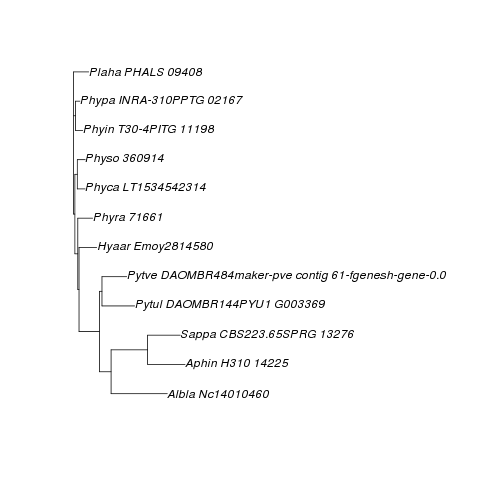 Plaha PHALS 09408
Phypa INRA-310PPTG 02167
Phyin T30-4PITG 11198
Physo 360914
Phyca LT1534542314
Phyra 71661
Hyaar Emoy2814580
Pytve DAOMBR484maker-pve contig 61-fgenesh-gene-0.0
Pytul DAOMBR144PYU1 G003369
Sappa CBS223.65SPRG 13276
Aphin H310 14225
Albla Nc14010460